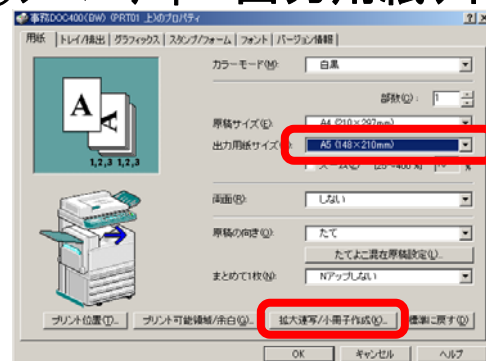 事務DOC400(BW) (PRT01 上)のプロパティ
用紙 トレイ/排出 グラフィックス スタンプ/フォーム フォント バージョン情報
カラーモード(M): 白黒
部数(C): 1
原稿サイズ(E): A4 (210×297mm)
出力用紙サイズ A5 (148×210mm)
A A
1,2,3 1,2,3
両面(B): しない
原稿の向き(O): たて
たてよこ混在原稿設定(L)...
まとめて1枚(N): Nアップしない
プリント位置(T)... プリント可能領域/余白(G)... 拡大連写/小冊子作成(K)... 標準に戻す(D)
OK キャンセル ヘルプ